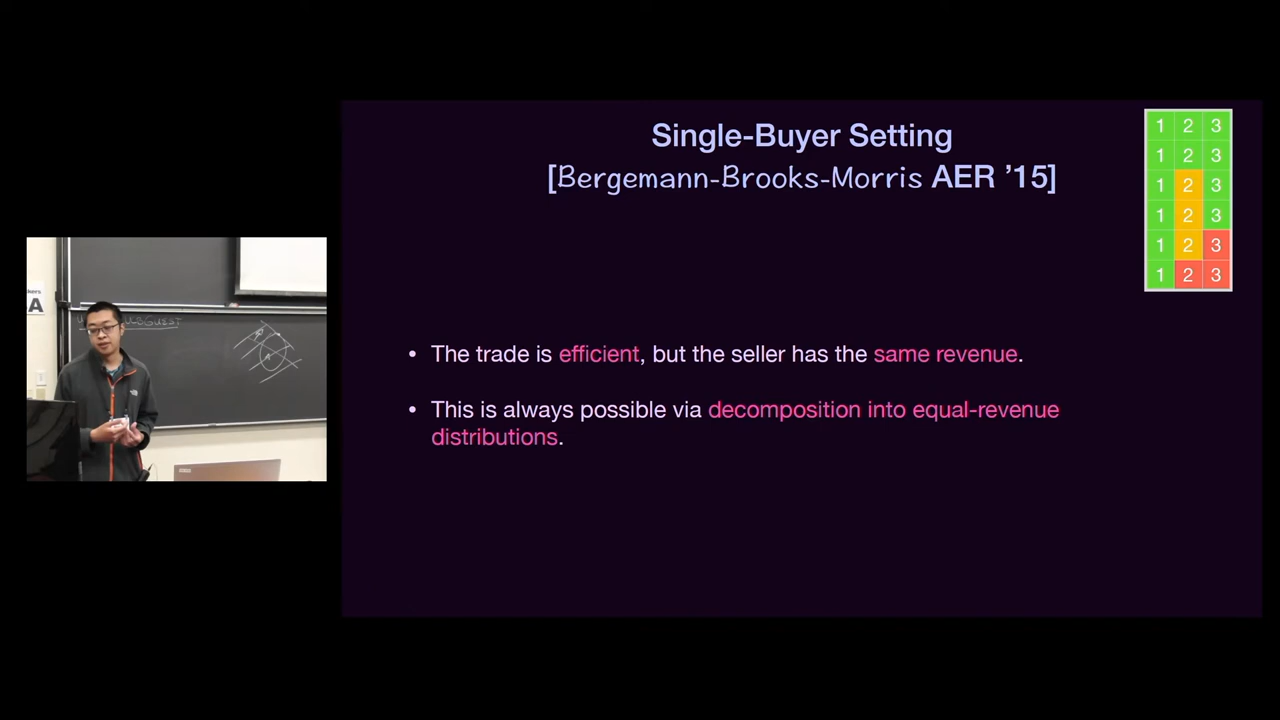 Single-Buyer Setting
[Bergemann-Brooks-Morris AER ’15]
1 2 3
1 2 3
1 2 3
1 2 3
1 2 3
1 2 3
• The trade is efficient, but the seller has the same revenue.
• This is always possible via decomposition into equal-revenue
distributions.
A